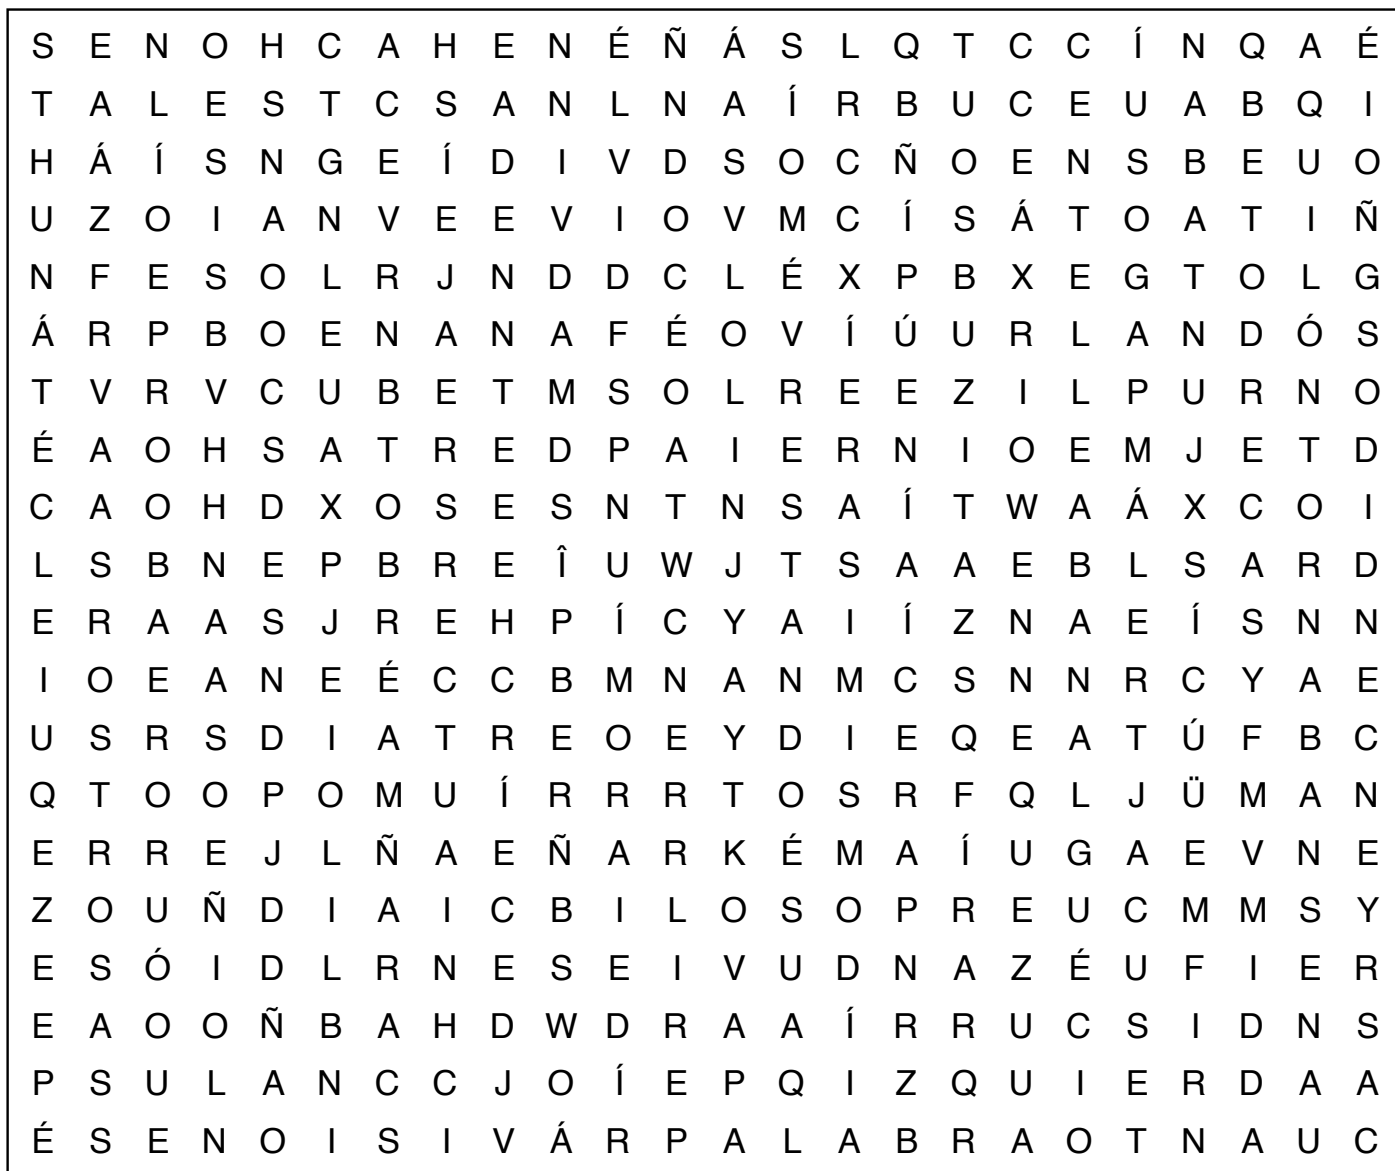 S E N O H C A H E N É Ñ Á S L Q T C C Í N Q A É
T A L E S T C S A N L N A Í R B U C E U A B Q I
H Á Í S N G E Í D I V D S O C Ñ O E N S B E U O
U Z O I A N V E E V I O V M C Í S Á T O A T I Ñ
N F E S O L R J N D D C L É X P B X E G T O L G
Á R P B O E N A N A F É O V Í Ú U R L A N D Ó S
T V R V C U B E T M S O L R E E Z I L P U R N O
É A O H S A T R E D P A I E R N I O E M J E T D
C A O H D X O S E S N T N S A Í T W A Á X C O I
L S B N E P B R E Î U W J T S A A E B L S A R D
E R A A S J R E H P Í C Y A I Í Z N A E Í S N N
I O E A N E É C C B M N A N M C S N N R C Y A E
U S R S D I A T R E O E Y D I E Q E A T Ú F B C
Q T O O P O M U Í R R R T O S R F Q L J Ü M A N
E R R E J L Ñ A E Ñ A R K É M A Í U G A E V N E
Z O U Ñ D I A I C B I L O S O P R E U C M M S Y
E S Ó I D L R N E S E I V U D N A Z É U F I E R
E A O O Ñ B A H D W D R A A Í R R U C S I D N S
P S U L A N C C J O Í E P Q I Z Q U I E R D A A
É S E N O I S I V Á R P A L A B R A O T N A U C